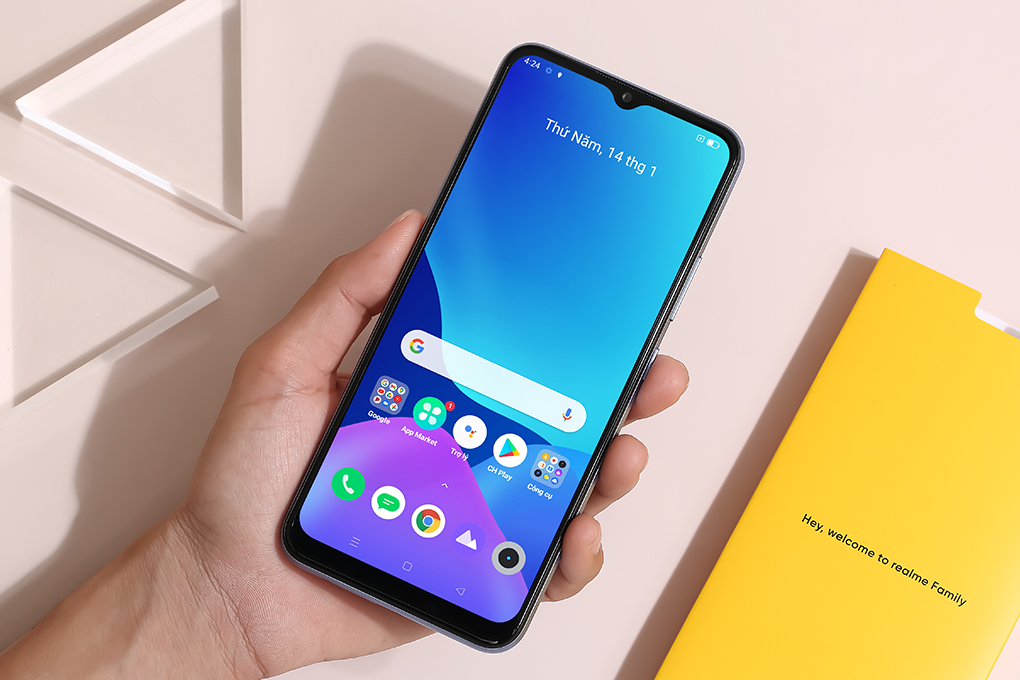 4:24
Thứ Năm, 14 thg 1
Google
App Market
1
Trợ lý
CH Play
Công cụ
Hey, welcome to realme Family